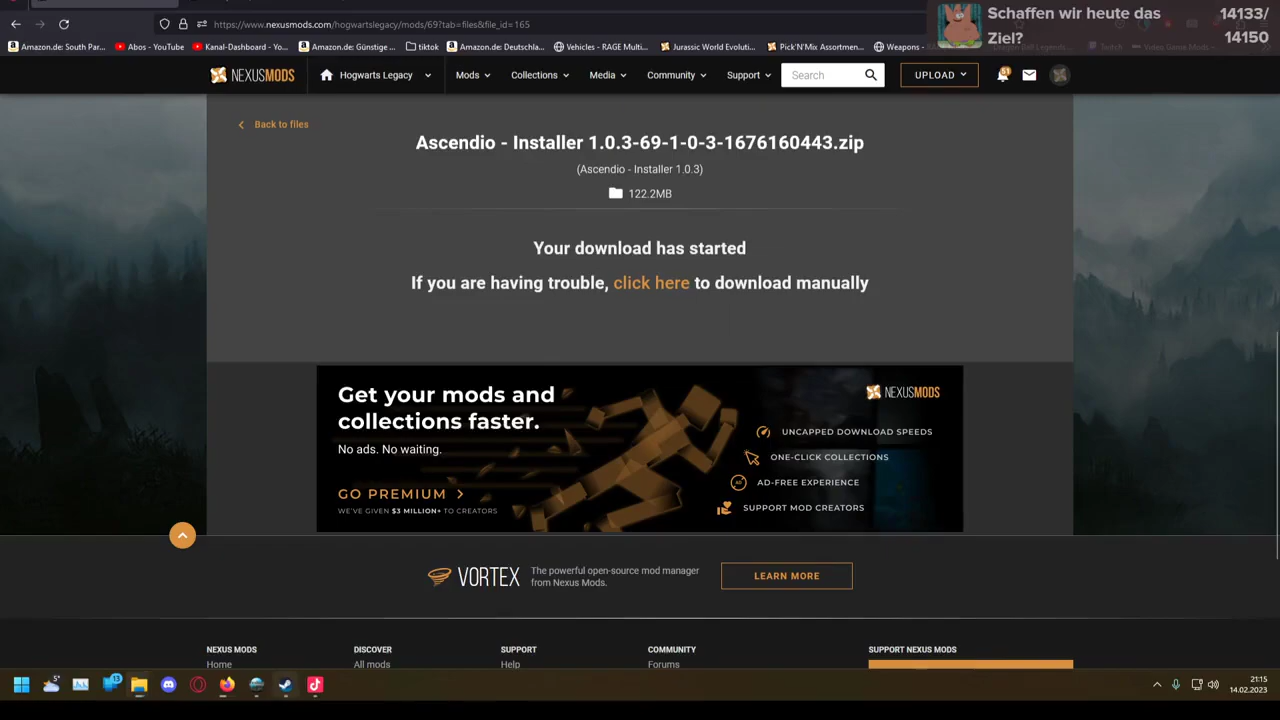 https://www.nexusmods.com/hogwartslegacy/mods/69?tab=files&file_id=165
Schaffen wir heute das Ziel?
14133/
14150
Amazon.de: South Par...
Abos - YouTube
Kanal-Dashboard - Yo...
Amazon.de: Günstige ...
tiktok
Amazon.de: Deutschla...
Vehicles - RAGE Multi...
Jurassic World Evoluti...
Pick'N'Mix Assortmen...
Weapons - 
NEXUSMODS
Hogwarts Legacy
Mods
Collections
Media
Community
Support
Search
UPLOAD
Back to files
Ascendio - Installer 1.0.3-69-1-0-3-1676160443.zip
(Ascendio - Installer 1.0.3)
122.2MB
Your download has started
If you are having trouble, click here to download manually
Get your mods and
collections faster.
No ads. No waiting.
GO PREMIUM
WE'VE GIVEN $3 MILLION+ TO CREATORS
NEXUSMODS
UNCAPPED DOWNLOAD SPEEDS
ONE-CLICK COLLECTIONS
AD-FREE EXPERIENCE
SUPPORT MOD CREATORS
VORTEX
The powerful open-source mod manager
from Nexus Mods.
LEARN MORE
NEXUS MODS
DISCOVER
SUPPORT
COMMUNITY
SUPPORT NEXUS MODS
Home
All mods
Help
Forums
5°
13
21:15
14.02.2023